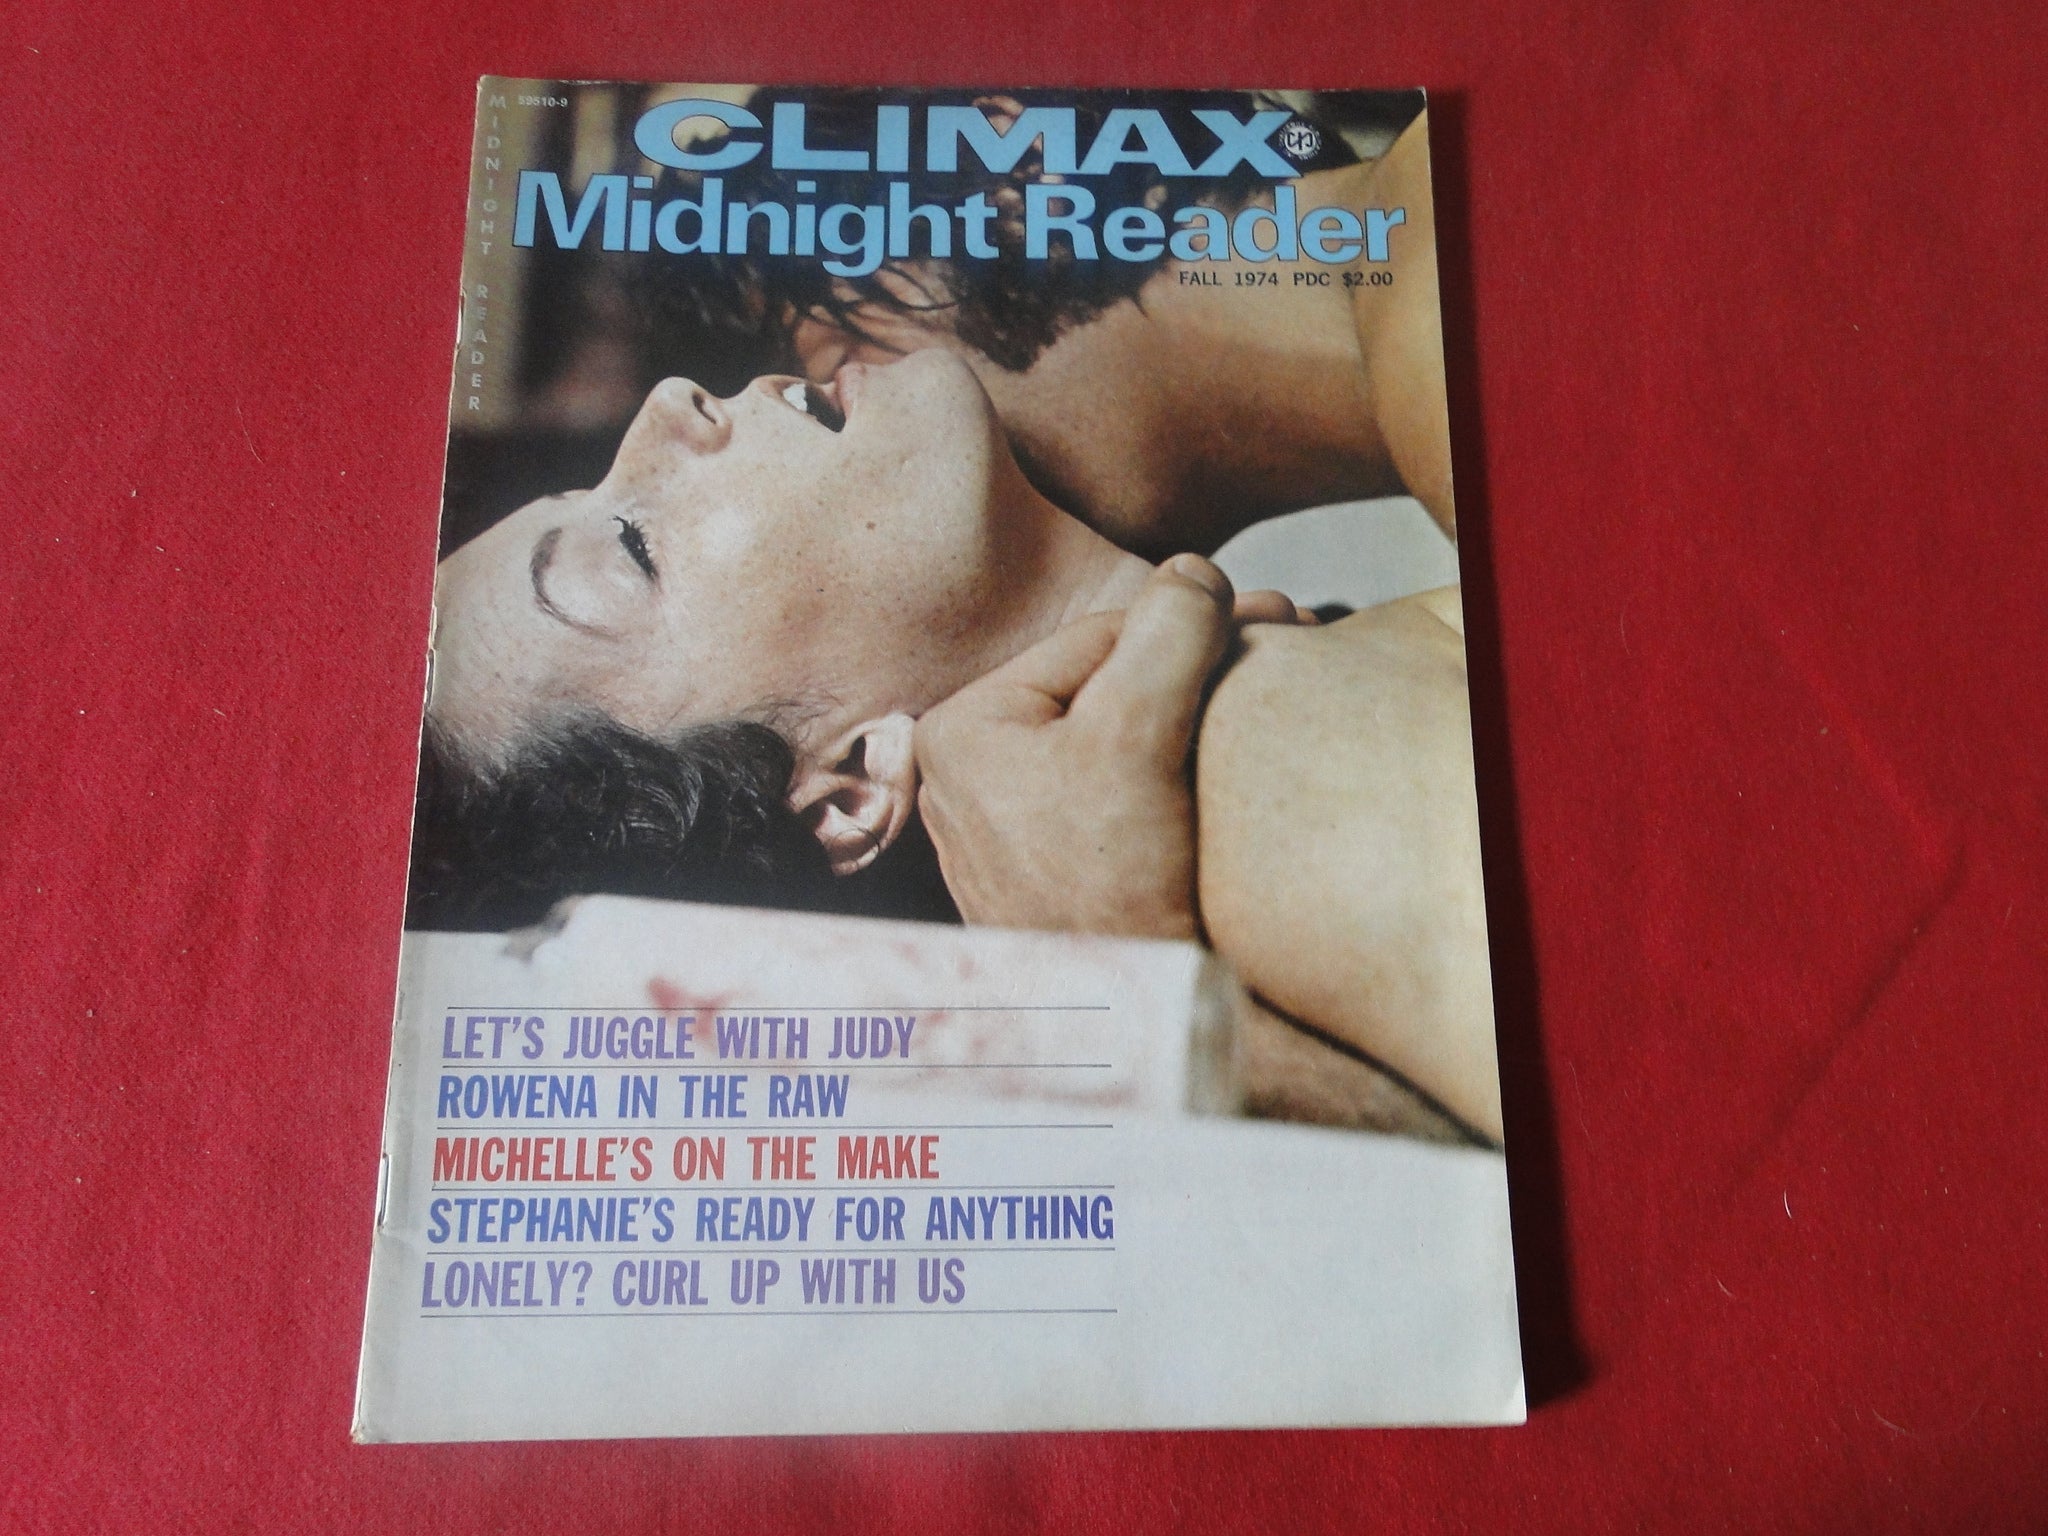 MIDNIGHT READER
59510-9
CLIMAX
Midnight Reader
FALL 1974 PDC $2.00
LET'S JUGGLE WITH JUDY
ROWENA IN THE RAW
MICHELLE'S ON THE MAKE
STEPHANIE'S READY FOR ANYTHING
LONELY? CURL UP WITH US